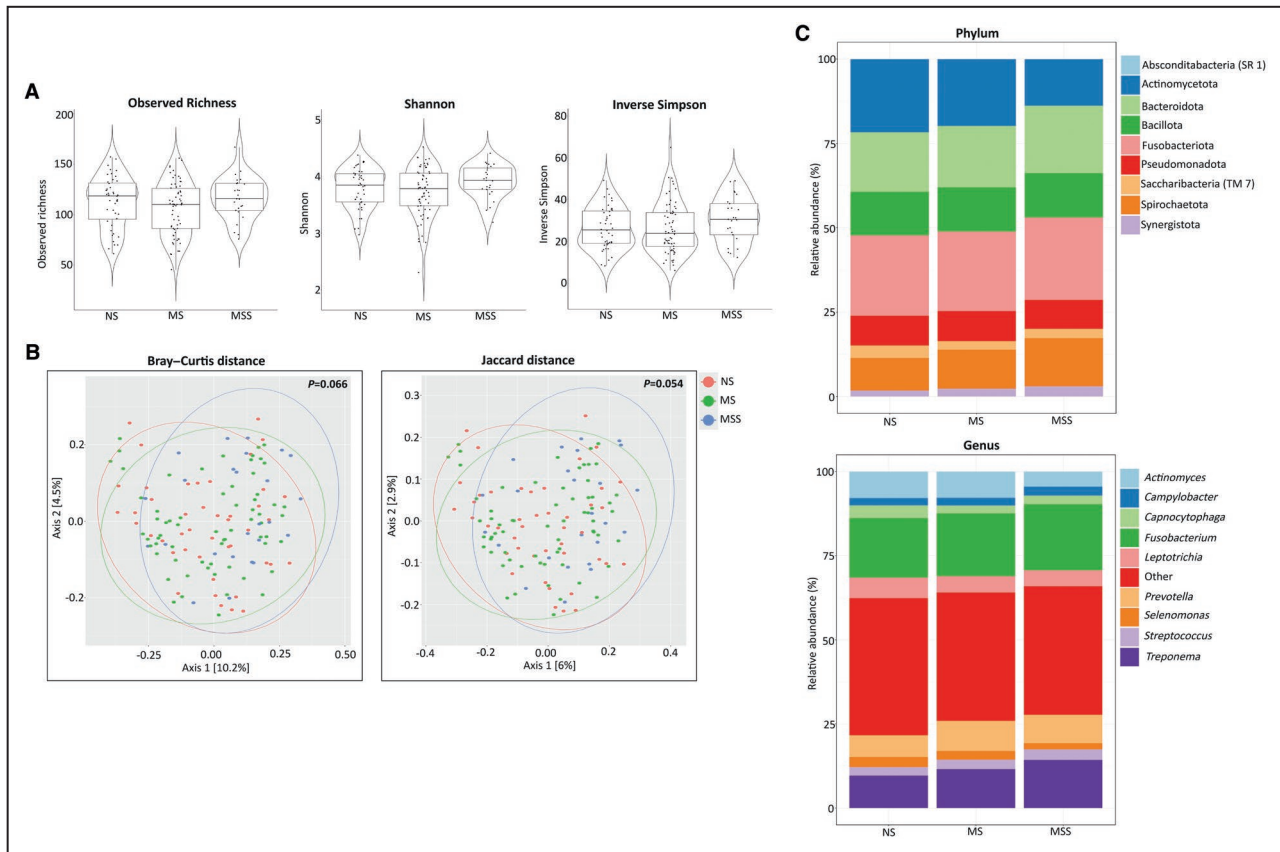 A
Observed Richness
Observed richness
200
150
100
50
NS MS MSS
Shannon
Shannon
5
4
3
2
NS MS MSS
Inverse Simpson
Inverse Simpson
80
60
40
20
0
NS MS MSS
B
Bray–Curtis distance
P=0.066
Axis 2 [4.5%]
0.2
0.0
-0.2
-0.25 0.00 0.25 0.50
Axis 1 [10.2%]
Jaccard distance
P=0.054
Axis 2 [2.9%]
0.3
0.2
0.1
0.0
-0.1
-0.2
-0.4 -0.2 0.00 0.2 0.4
Axis 1 [6%]
NS
MS
MSS
C
Phylum
Relative abundance (%)
100
75
50
25
0
NS MS MSS
Absconditabacteria (SR 1)
Actinomycetota
Bacteroidota
Bacillota
Fusobacteriota
Pseudomonadota
Saccharibacteria (TM 7)
Spirochaetota
Synergistota
Genus
Relative abundance (%)
100
75
50
25
0
NS MS MSS
Actinomyces
Campylobacter
Capnocytophaga
Fusobacterium
Leptotrichia
Other
Prevotella
Selenomonas
Streptococcus
Treponema